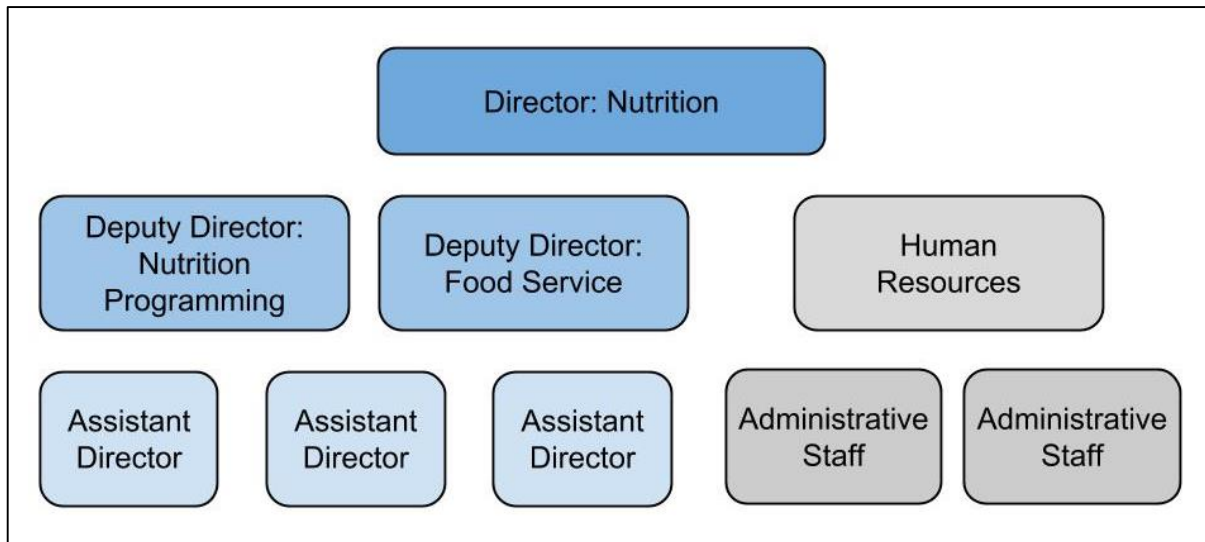 Director: Nutrition
Deputy Director:
Nutrition
Programming
Deputy Director:
Food Service
Human
Resources
Assistant
Director
Assistant
Director
Assistant
Director
Administrative
Staff
Administrative
Staff